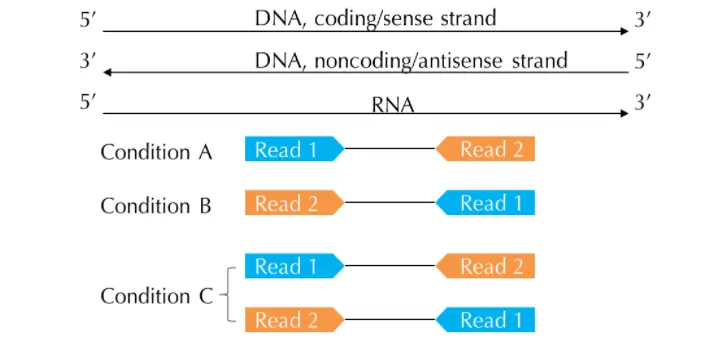 5′ DNA, coding/sense strand 3′
3′ DNA, noncoding/antisense strand 5′
5′ RNA 3′
Condition A Read 1 Read 2
Condition B Read 2 Read 1
Read 1 Read 2
Condition C
Read 2 Read 1